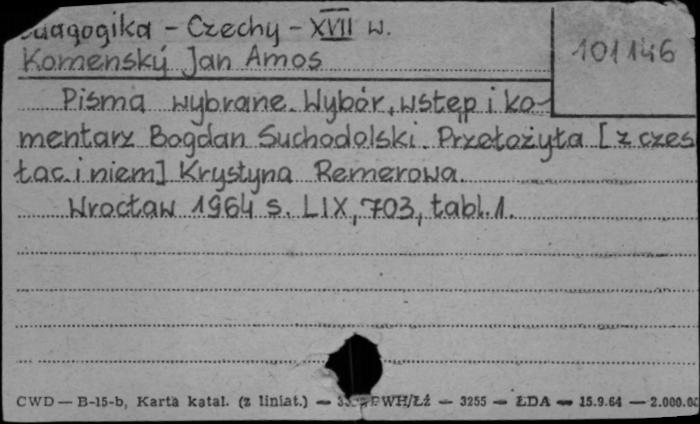 Pedagogika - Czechy - XVII w.
101146
Komenský Jan Amos
Pisma wybrane. Wybór, wstęp i ko-
mentarz Bogdan Suchodolski. Przełożyła [z czes
łac. i niem] Krystyna Remerowa.
Wrocław 1964 s. LIX, 703, tabl. 1.
CWD — B-15-b, Karta katal. (z liniat.) — PWH/Łź — 3255 — ŁDA — 15.9.64 — 2.000.00